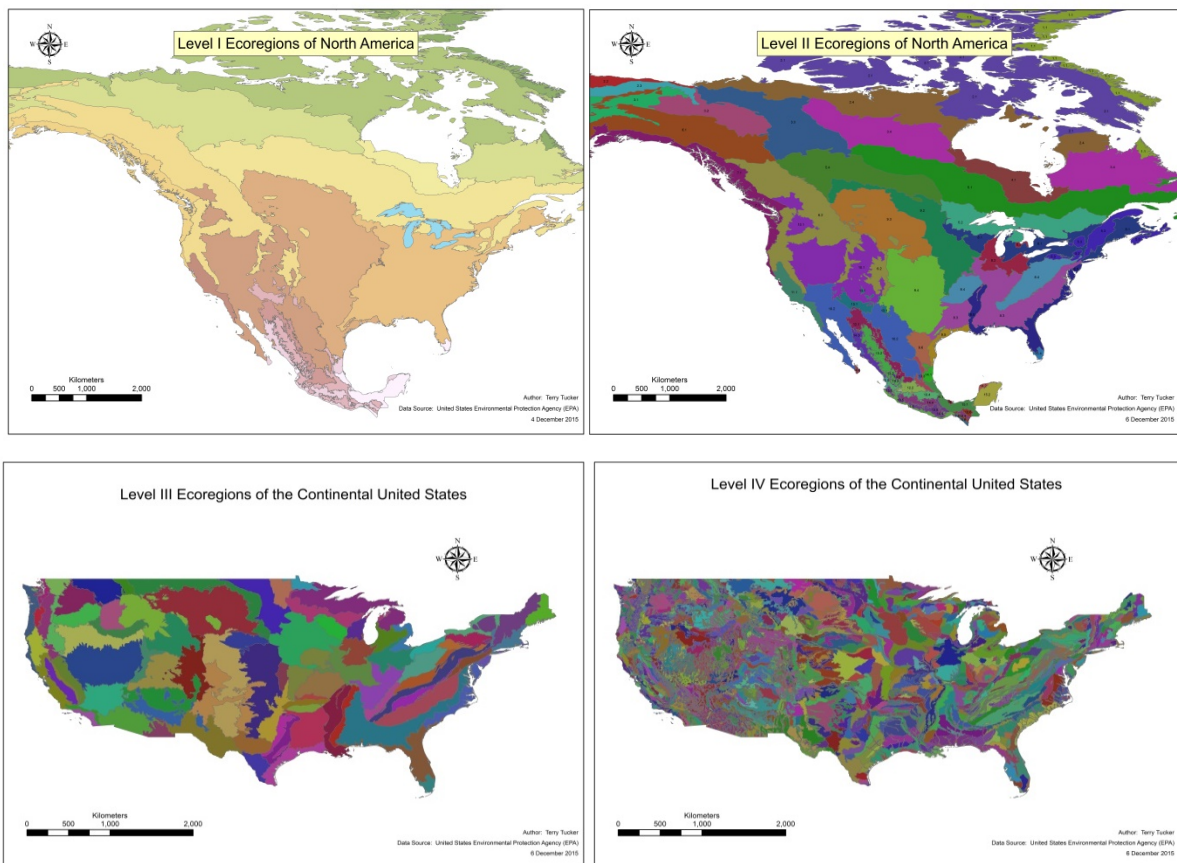 Level I Ecoregions of North America
N
W E
S
Kilometers
0 500 1,000 2,000
Author: Terry Tucker
Data Source: United States Environmental Protection Agency (EPA)
4 December 2015
Level II Ecoregions of North America
N
W E
S
Kilometers
0 500 1,000 2,000
Author: Terry Tucker
Data Source: United States Environmental Protection Agency (EPA)
6 December 2015
Level III Ecoregions of the Continental United States
N
W E
S
Kilometers
0 500 1,000 2,000
Author: Terry Tucker
Data Source: United States Environmental Protection Agency (EPA)
6 December 2015
Level IV Ecoregions of the Continental United States
N
W E
S
Kilometers
0 500 1,000 2,000
Author: Terry Tucker
Data Source: United States Environmental Protection Agency (EPA)
6 December 2015